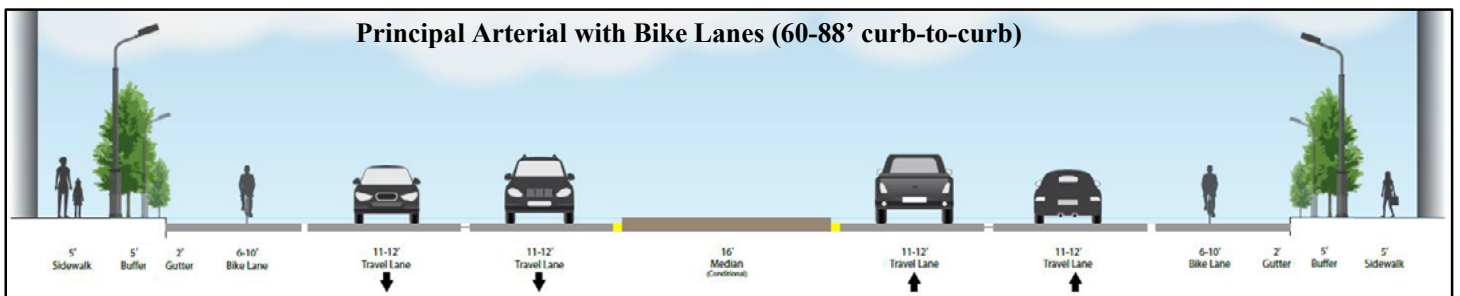 Principal Arterial with Bike Lanes (60-88’ curb-to-curb)
5’ 5’ 2’ 6-10’ 11-12’ 11-12’ 16’ 11-12’ 11-12’ 6-10’ 2’ 5’ 5’
Sidewalk Buffer Gutter Bike Lane Travel Lane Travel Lane Median Travel Lane Travel Lane Bike Lane Gutter Buffer Sidewalk
(Conditional)